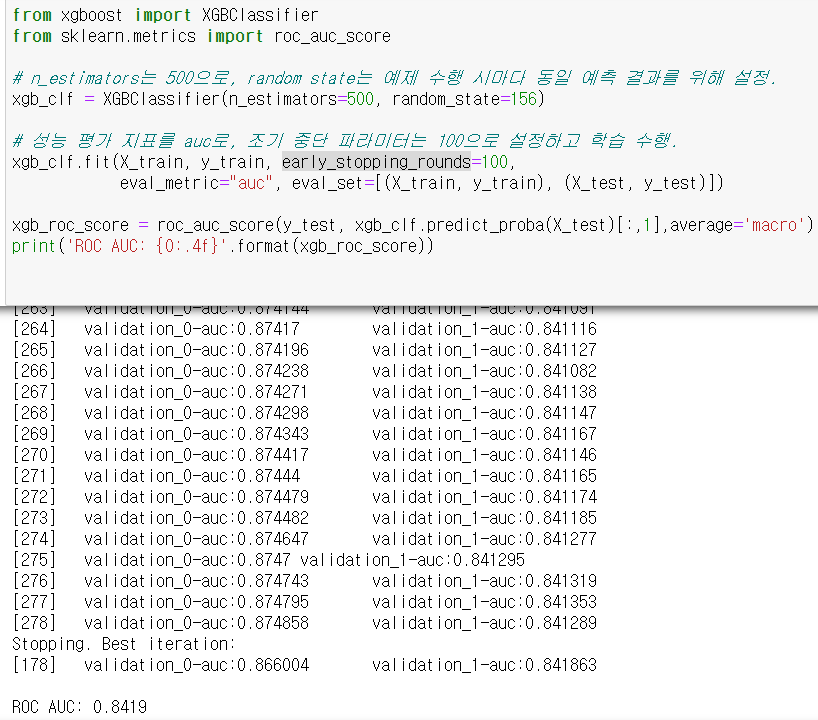 from xgboost import XGBClassifier
from sklearn.metrics import roc_auc_score
# n_estimators는 500으로, random state는 예제 수행 시마다 동일 예측 결과를 위해 설정.
xgb_clf = XGBClassifier(n_estimators=500, random_state=156)
# 성능 평가 지표를 auc로, 조기 중단 파라미터는 100으로 설정하고 학습 수행.
xgb_clf.fit(X_train, y_train, early_stopping_rounds=100,
eval_metric="auc", eval_set=[(X_train, y_train), (X_test, y_test)])
xgb_roc_score = roc_auc_score(y_test, xgb_clf.predict_proba(X_test)[:,1],average='macro')
print('ROC AUC: {0:.4f}'.format(xgb_roc_score))
[263] validation_0-auc:0.874144 validation_1-auc:0.841091
[264] validation_0-auc:0.87417 validation_1-auc:0.841116
[265] validation_0-auc:0.874196 validation_1-auc:0.841127
[266] validation_0-auc:0.874238 validation_1-auc:0.841082
[267] validation_0-auc:0.874271 validation_1-auc:0.841138
[268] validation_0-auc:0.874298 validation_1-auc:0.841147
[269] validation_0-auc:0.874343 validation_1-auc:0.841167
[270] validation_0-auc:0.874417 validation_1-auc:0.841146
[271] validation_0-auc:0.87444 validation_1-auc:0.841165
[272] validation_0-auc:0.874479 validation_1-auc:0.841174
[273] validation_0-auc:0.874482 validation_1-auc:0.841185
[274] validation_0-auc:0.874647 validation_1-auc:0.841277
[275] validation_0-auc:0.8747 validation_1-auc:0.841295
[276] validation_0-auc:0.874743 validation_1-auc:0.841319
[277] validation_0-auc:0.874795 validation_1-auc:0.841353
[278] validation_0-auc:0.874858 validation_1-auc:0.841289
Stopping. Best iteration:
[178] validation_0-auc:0.866004 validation_1-auc:0.841863
ROC AUC: 0.8419